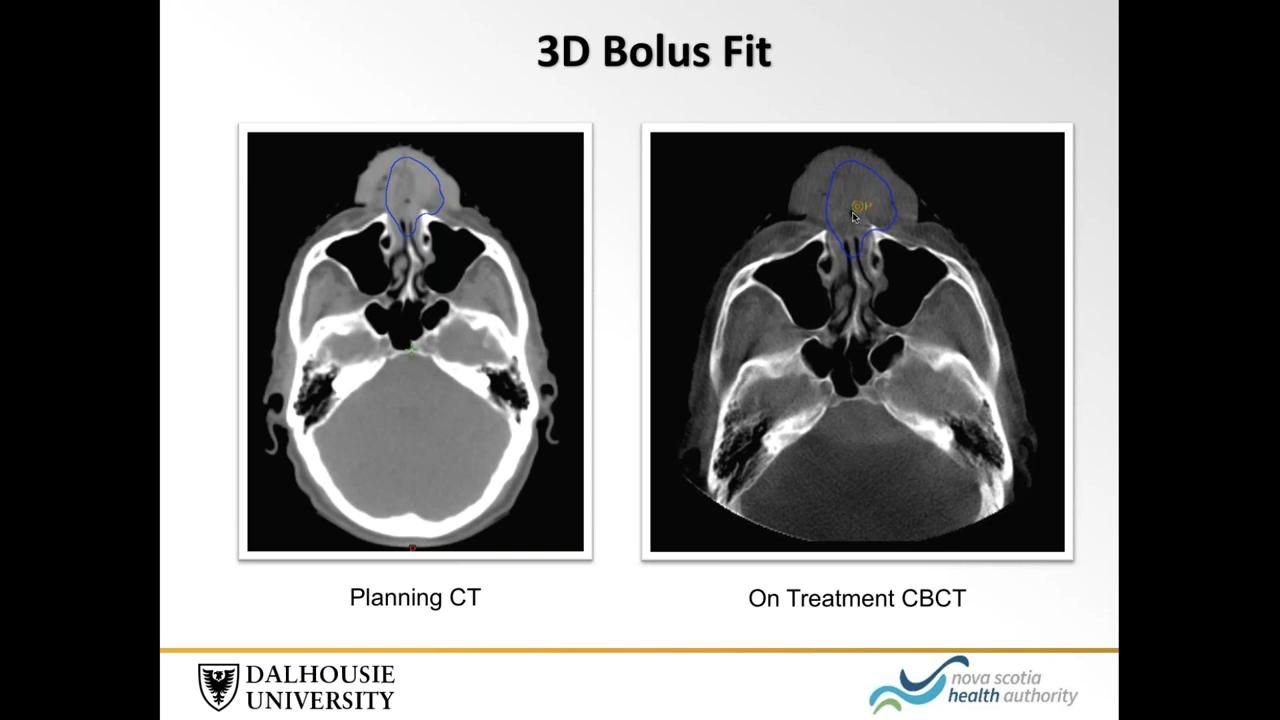 3D Bolus Fit
Planning CT
On Treatment CBCT
DALHOUSIE
UNIVERSITY
nova scotia
health authority